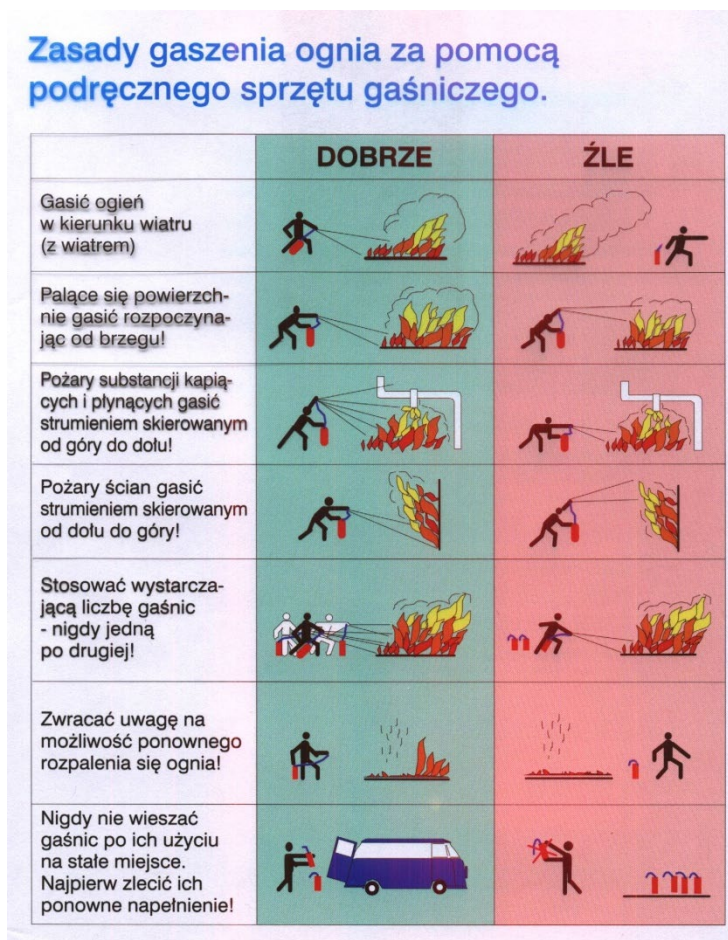 Zasady gaszenia ognia za pomocą
podręcznego sprzętu gaśniczego.
DOBRZE
ŹLE
Gasić ogień
w kierunku wiatru
(z wiatrem)
Palące się powierzch-
nie gasić rozpoczyna-
jąc od brzegu!
Pożary substancji kapią-
cych i płynących gasić
strumieniem skierowanym
od góry do dołu!
Pożary ścian gasić
strumieniem skierowanym
od dołu do góry!
Stosować wystarcza-
jącą liczbę gaśnic
- nigdy jedną
po drugiej!
Zwracać uwagę na
możliwość ponownego
rozpalenia się ognia!
Nigdy nie wieszać
gaśnic po ich użyciu
na stałe miejsce.
Najpierw zlecić ich
ponowne napełnienie!